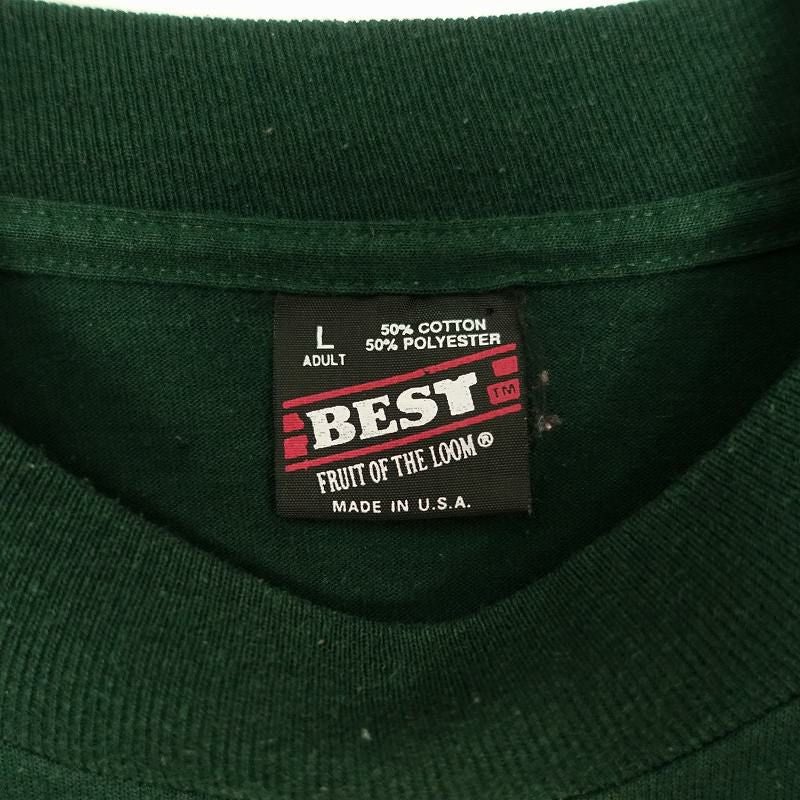 L
ADULT
50% COTTON
50% POLYESTER
BEST
TM
FRUIT OF THE LOOM®
MADE IN U.S.A.